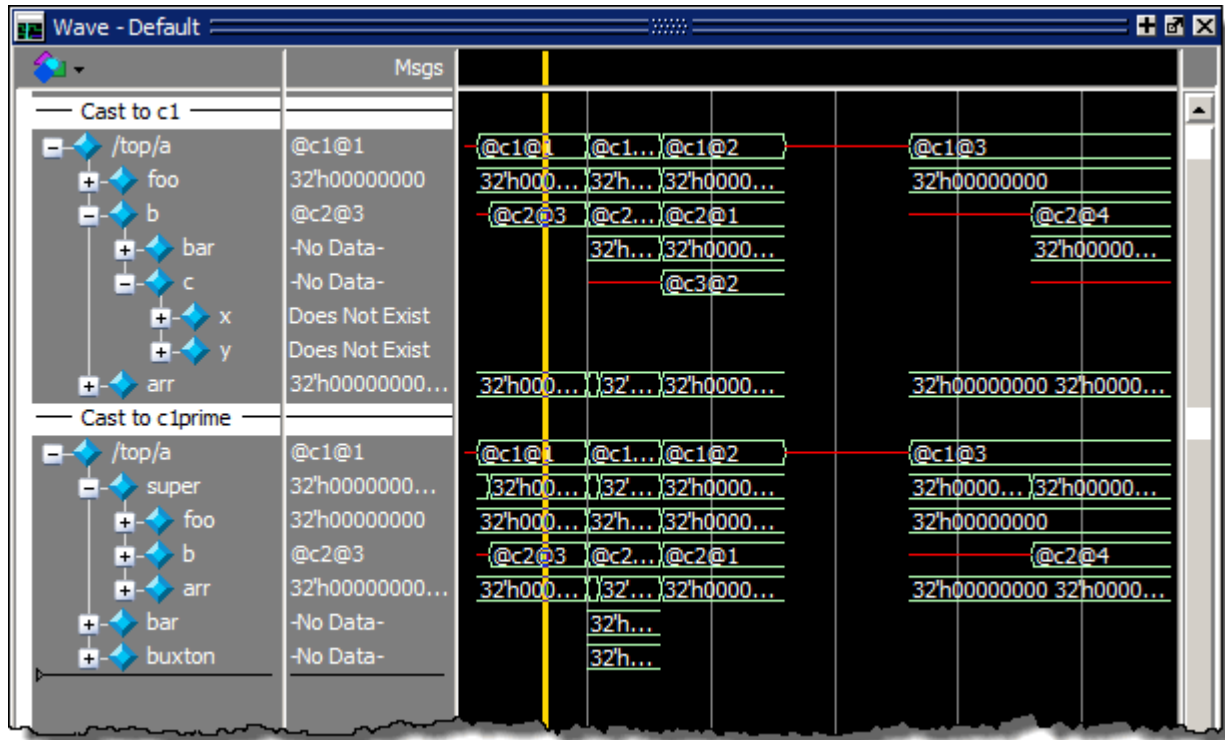 Wave - Default
Msgs
Cast to c1
/top/a @c1@1 @c1@1 @c1... @c1@2 @c1@3
foo 32'h00000000 32'h000... 32'h... 32'h0000... 32'h00000000
b @c2@3 @c2@3 @c2... @c2@1 @c2@4
bar -No Data- 32'h... 32'h0000... 32'h00000...
c -No Data- @c3@2
x Does Not Exist
y Does Not Exist
arr 32'h00000000... 32'h000... 32'... 32'h0000... 32'h00000000 32'h0000...
Cast to c1prime
/top/a @c1@1 @c1@1 @c1... @c1@2 @c1@3
super 32'h0000000... 32'h00... 32'... 32'h0000... 32'h0000... 32'h00000...
foo 32'h00000000 32'h000... 32'h... 32'h0000... 32'h00000000
b @c2@3 @c2@3 @c2... @c2@1 @c2@4
arr 32'h00000000... 32'h000... 32'... 32'h0000... 32'h00000000 32'h0000...
bar -No Data- 32'h...
buxton -No Data- 32'h...